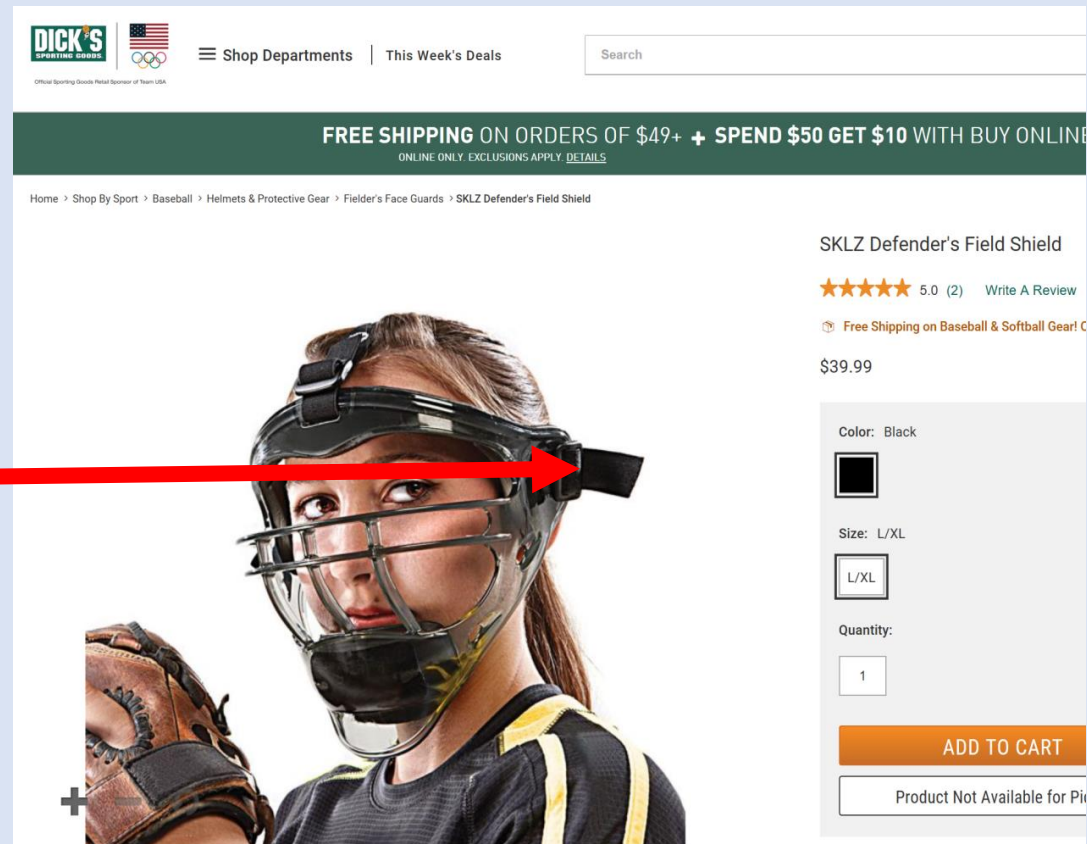 DICK'S
SPORTING GOODS
Official Sporting Goods Retail Sponsor of Team USA
Shop Departments | This Week's Deals
Search
FREE SHIPPING ON ORDERS OF $49+ + SPEND $50 GET $10 WITH BUY ONLINE
ONLINE ONLY. EXCLUSIONS APPLY. DETAILS
Home > Shop By Sport > Baseball > Helmets & Protective Gear > Fielder's Face Guards > SKLZ Defender's Field Shield
SKLZ Defender's Field Shield
5.0 (2) Write A Review
Free Shipping on Baseball & Softball Gear!
$39.99
Color: Black
Size: L/XL
L/XL
Quantity:
1
ADD TO CART
Product Not Available for